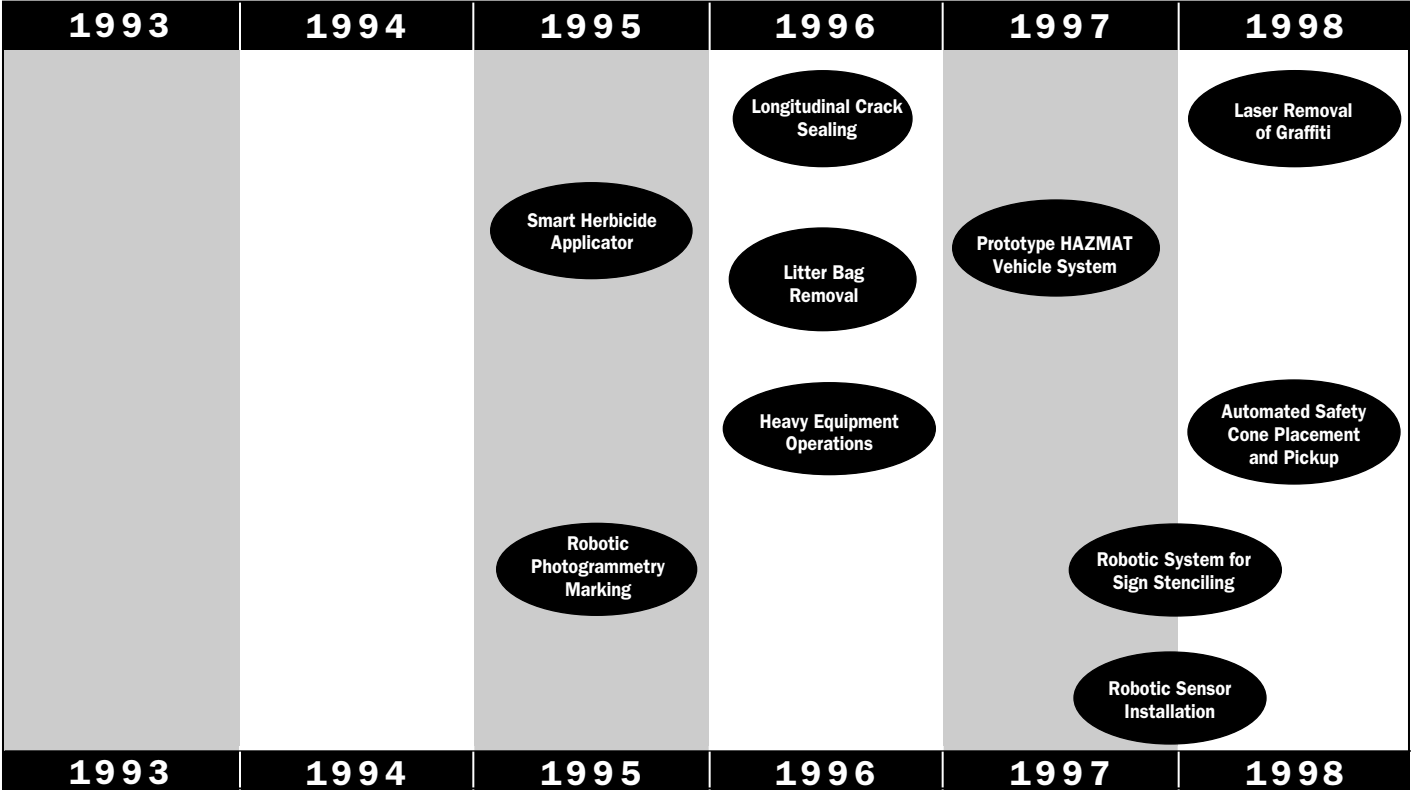 1993 1994 1995 1996 1997 1998
Longitudinal Crack
Sealing
Laser Removal
of Graffiti
Smart Herbicide
Applicator
Prototype HAZMAT
Vehicle System
Litter Bag
Removal
Heavy Equipment
Operations
Automated Safety
Cone Placement
and Pickup
Robotic
Photogrammetry
Marking
Robotic System for
Sign Stenciling
Robotic Sensor
Installation
1993 1994 1995 1996 1997 1998